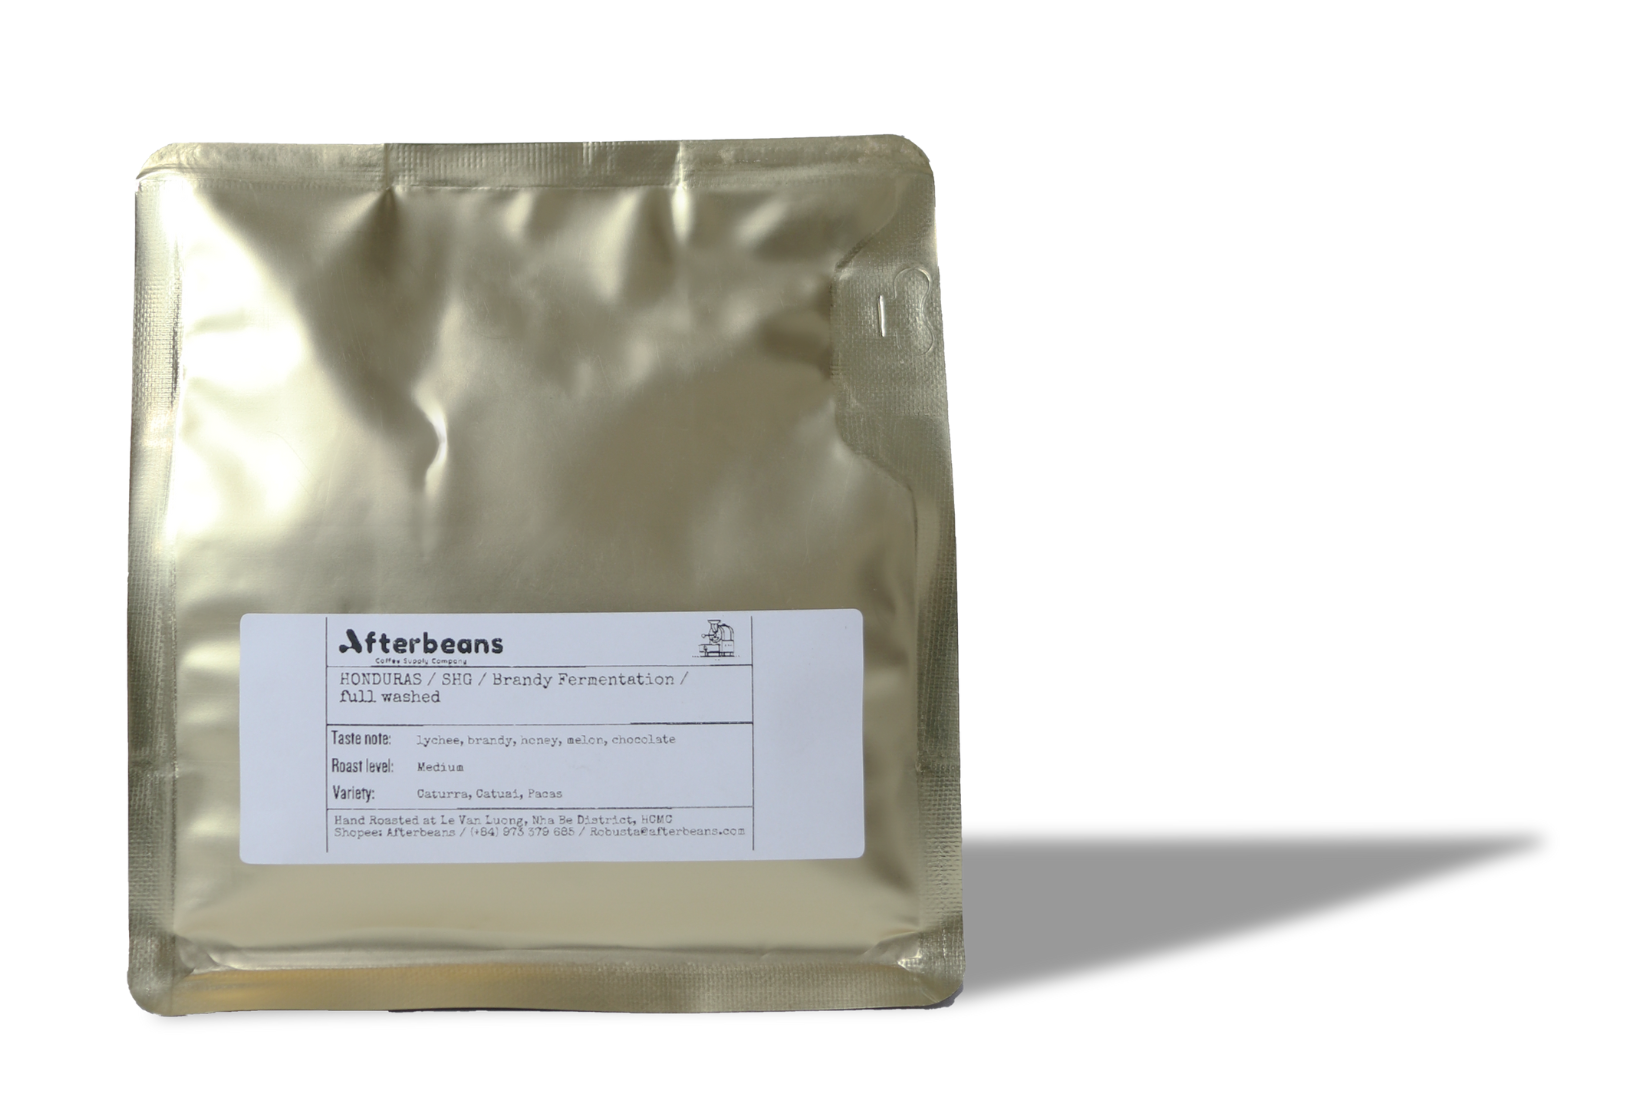 Afterbeans
Coffee Supply Company
HONDURAS / SHG / Brandy Fermentation /
full washed
Taste note: lychee, brandy, honey, melon, chocolate
Roast level: Medium
Variety: Caturra, Catuai, Pacas
Hand Roasted at Le Van Luong, Nha Be District, HCMC
Shopee: Afterbeans / (+84) 973 379 685 / Robusta@afterbeans.com